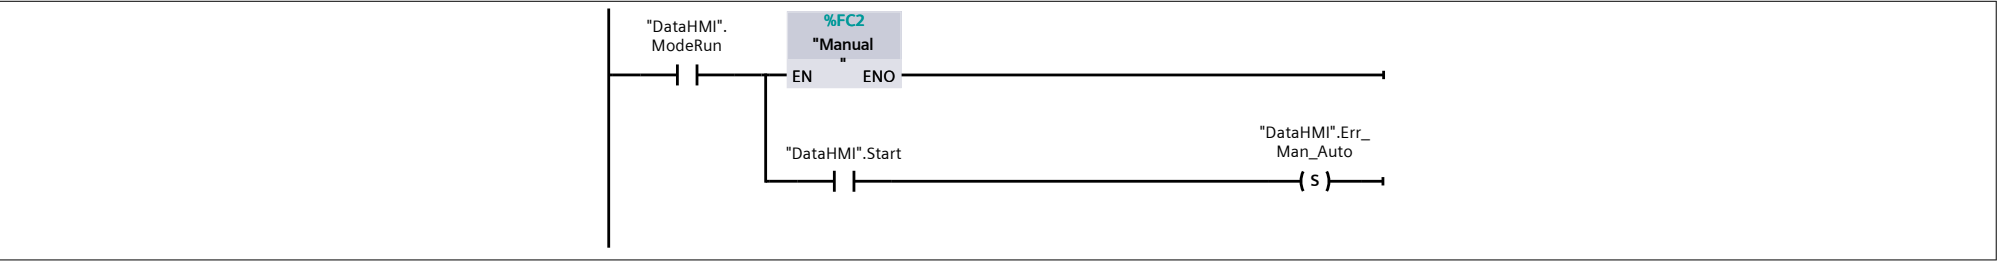 "DataHMI".
ModeRun
%FC2
"Manual
"
EN ENO
"DataHMI".Err_
Man_Auto
"DataHMI".Start
S